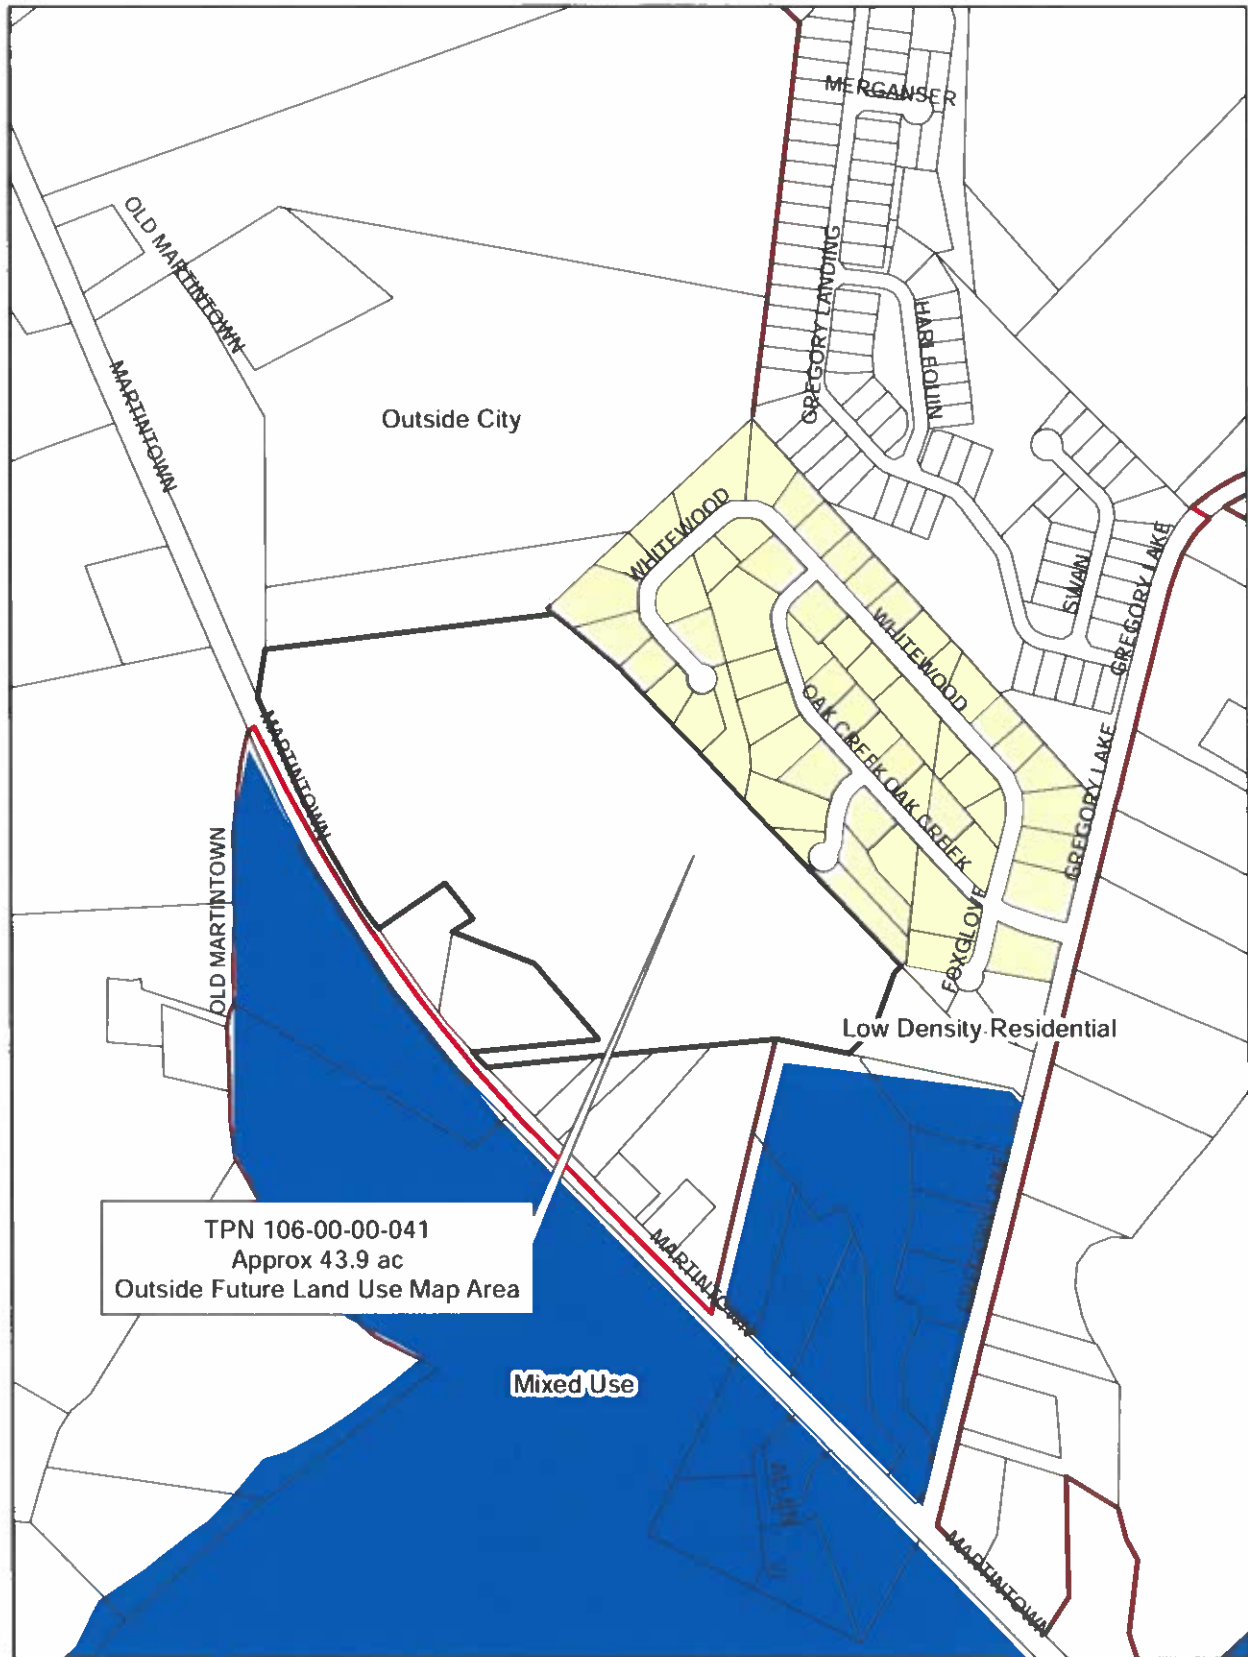 MERGANSER
OLD MARTINTOWN
GREGORY LANDING
HARLEQUIN
MARTINTOWN
Outside City
WHITEWOOD
SWAN
GREGORY LAKE
WHITEWOOD
OAK CREEK
OAK CREEK
GREGORY LAKE
MARTINTOWN
OLD MARTINTOWN
FOXGLOVE
Low Density Residential
GREGORY LAKE
TPN 106-00-00-041
Approx 43.9 ac
Outside Future Land Use Map Area
MARTINTOWN
Mixed Use
MARTINTOWN